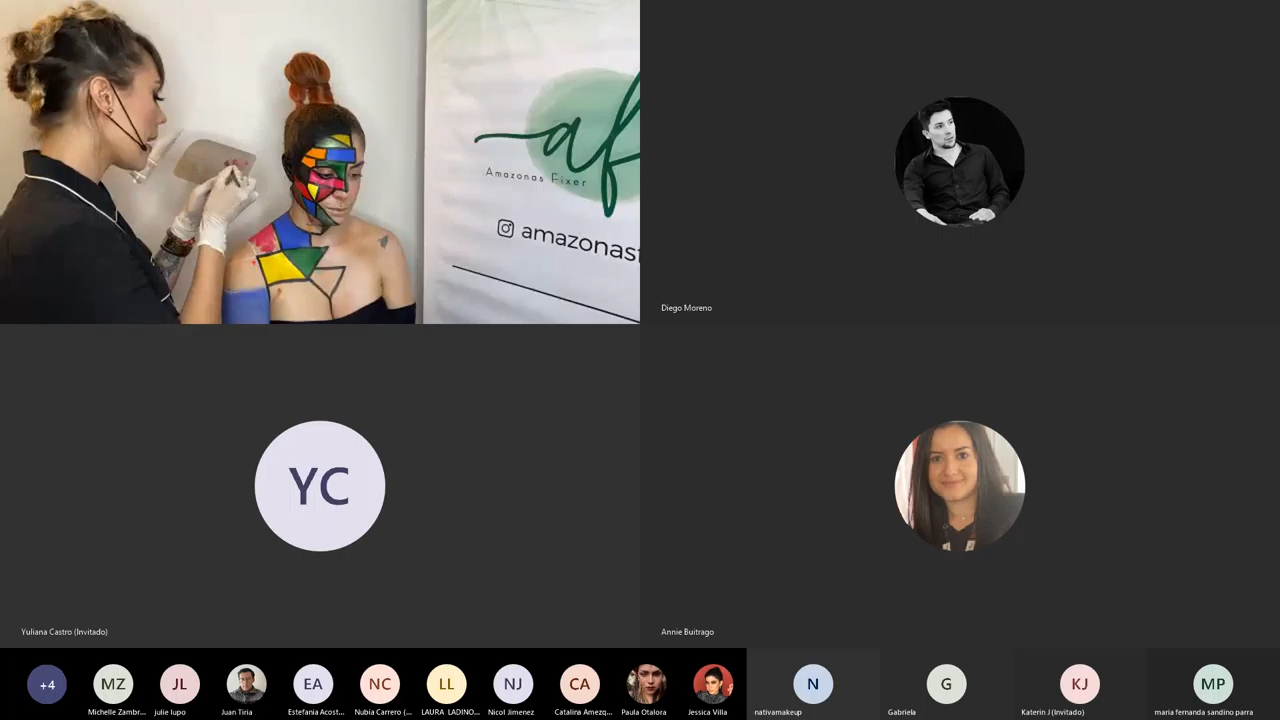 af
Amazonas Fixer
amazonasf
Diego Moreno
YC
Yuliana Castro (Invitado)
Annie Buitrago
+4
MZ
JL
EA
NC
LL
NJ
CA
N
G
KJ
MP
Michelle Zambr...
julie lupo
Juan Tiria
Estefania Acost...
Nubia Carrero (...
LAURA LADINO...
Nicol Jimenez
Catalina Amezq...
Paula Otalora
Jessica Villa
nativamakeup
Gabriela
Katerin J (Invitado)
maria fernanda sandino parra